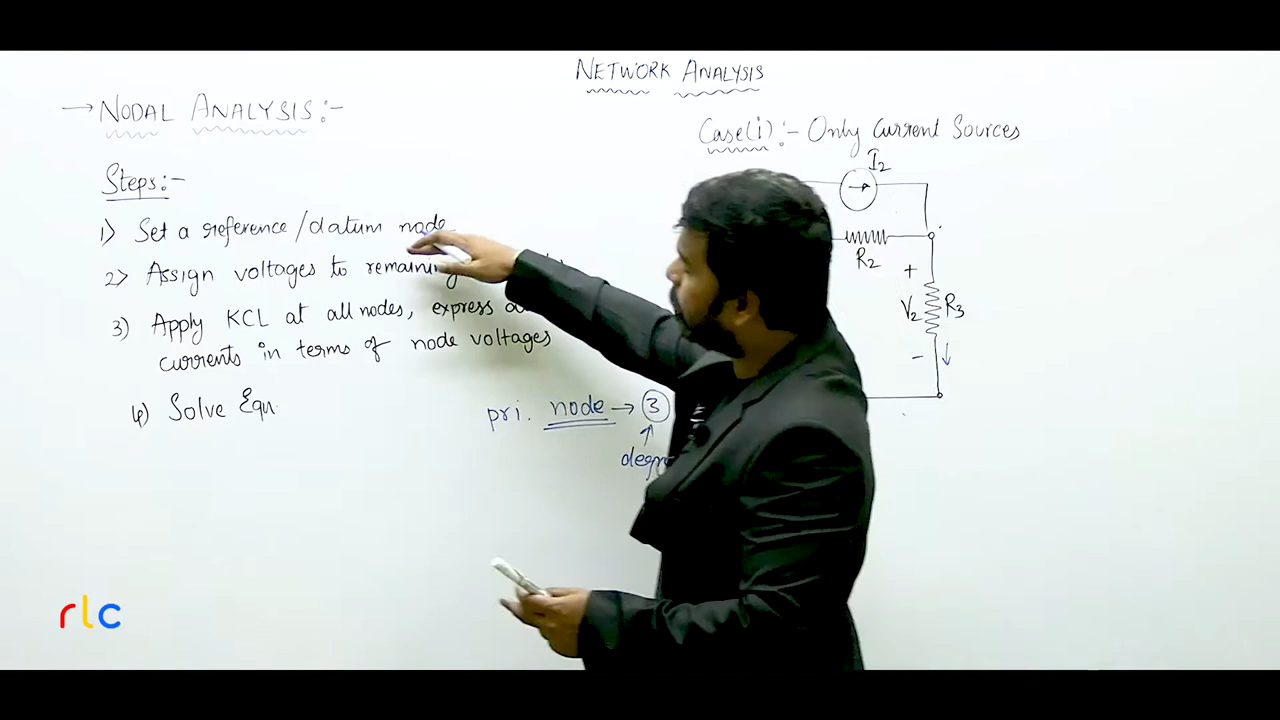 NETWORK ANALYSIS
→ NODAL ANALYSIS:-
Steps:-
1) Set a reference/datum node
2) Assign voltages to remaining
3) Apply KCL at all nodes, express
currents in terms of node voltages
4) Solve Equ
pri. node → 3
Case(i):- Only Current Sources
I2
R2
+
V2 R3
-
rlc